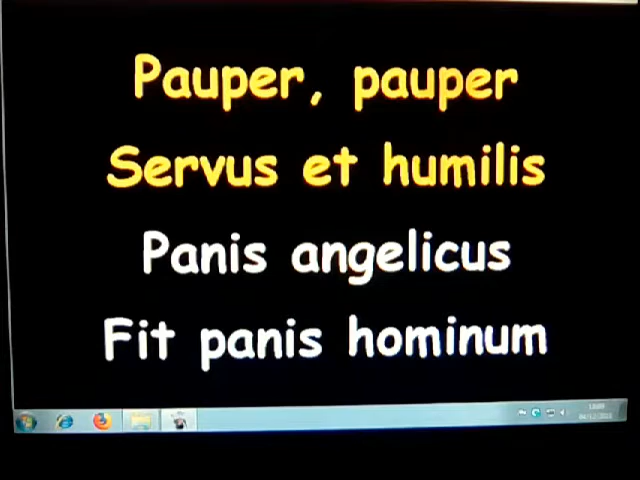 Pauper, pauper
Servus et humilis
Panis angelicus
Fit panis hominum